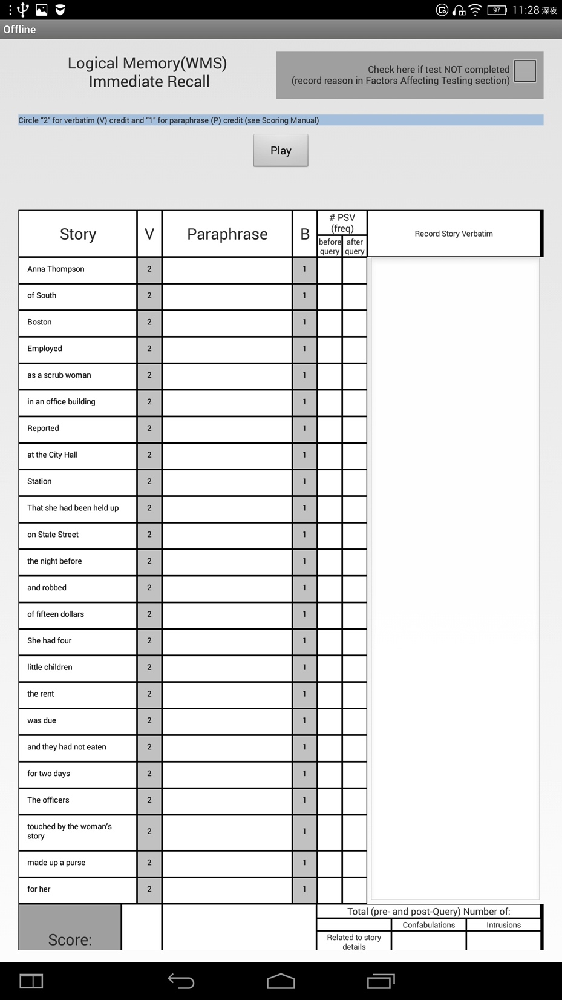 97 11:28 深夜
Offline
Logical Memory(WMS)
Immediate Recall
Check here if test NOT completed
(record reason in Factors Affecting Testing section)
Circle “2” for verbatim (V) credit and “1” for paraphrase (P) credit (see Scoring Manual)
Play
Story V Paraphrase B # PSV (freq) before query after query Record Story Verbatim
Anna Thompson 2 1
of South 2 1
Boston 2 1
Employed 2 1
as a scrub woman 2 1
in an office building 2 1
Reported 2 1
at the City Hall 2 1
Station 2 1
That she had been held up 2 1
on State Street 2 1
the night before 2 1
and robbed 2 1
of fifteen dollars 2 1
She had four 2 1
little children 2 1
the rent 2 1
was due 2 1
and they had not eaten 2 1
for two days 2 1
The officers 2 1
touched by the woman’s
story 2 1
made up a purse 2 1
for her 2 1
Total (pre- and post-Query) Number of:
Confabulations Intrusions
Score: Related to story
details